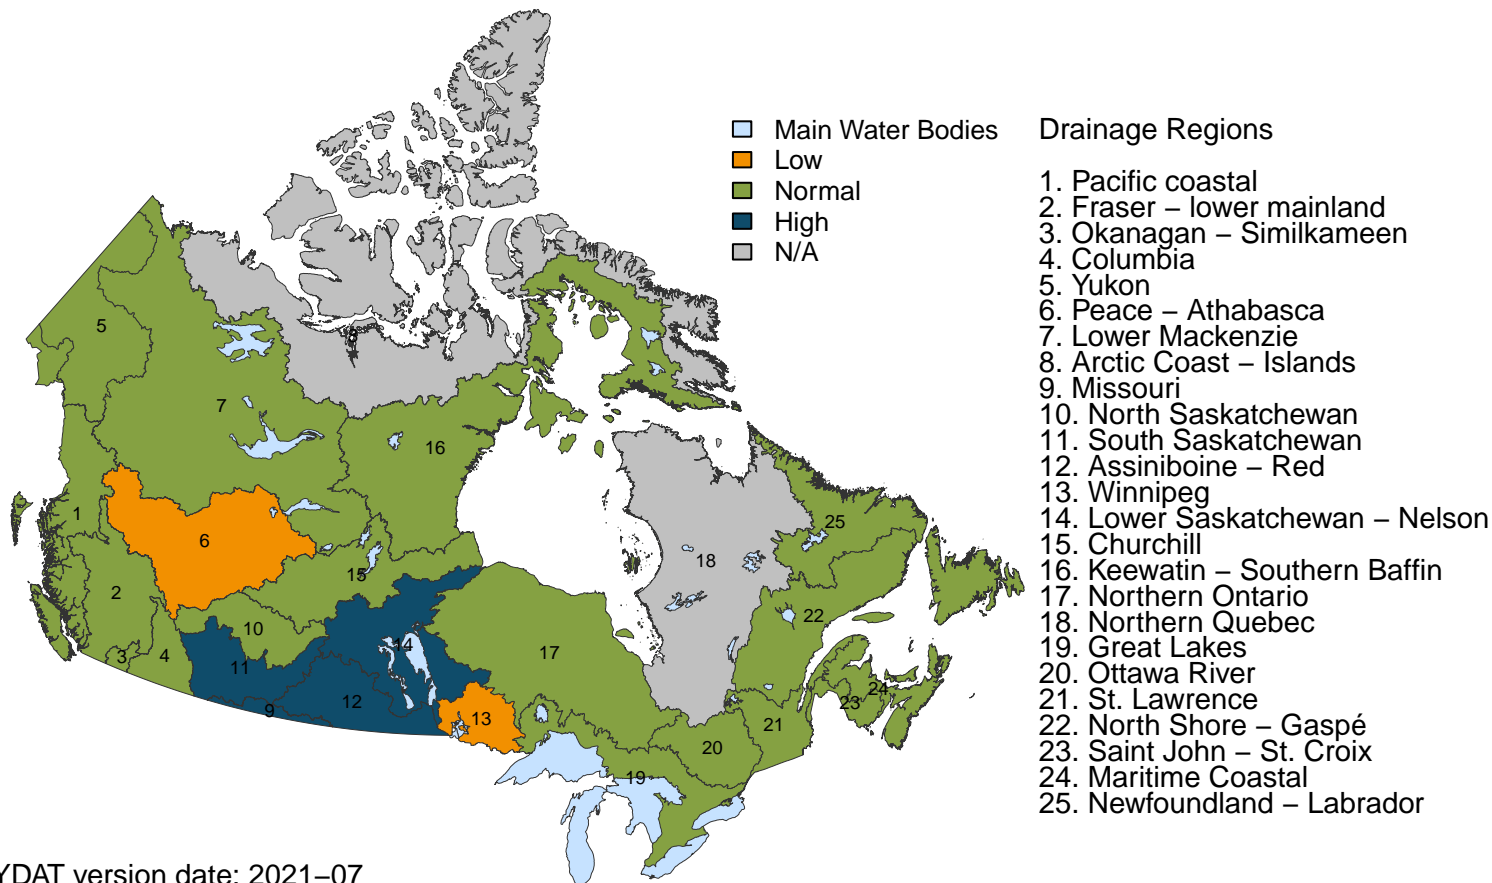 Main Water Bodies
Low
Normal
High
N/A
Drainage Regions
1. Pacific coastal
2. Fraser – lower mainland
3. Okanagan – Similkameen
4. Columbia
5. Yukon
6. Peace – Athabasca
7. Lower Mackenzie
8. Arctic Coast – Islands
9. Missouri
10. North Saskatchewan
11. South Saskatchewan
12. Assiniboine – Red
13. Winnipeg
14. Lower Saskatchewan – Nelson
15. Churchill
16. Keewatin – Southern Baffin
17. Northern Ontario
18. Northern Quebec
19. Great Lakes
20. Ottawa River
21. St. Lawrence
22. North Shore – Gaspé
23. Saint John – St. Croix
24. Maritime Coastal
25. Newfoundland – Labrador
5
8
7
16
1
6
25
18
15
2
22
10
14
17
3
4
11
12
9
13
24
23
21
20
19
YDAT version date: 2021–07